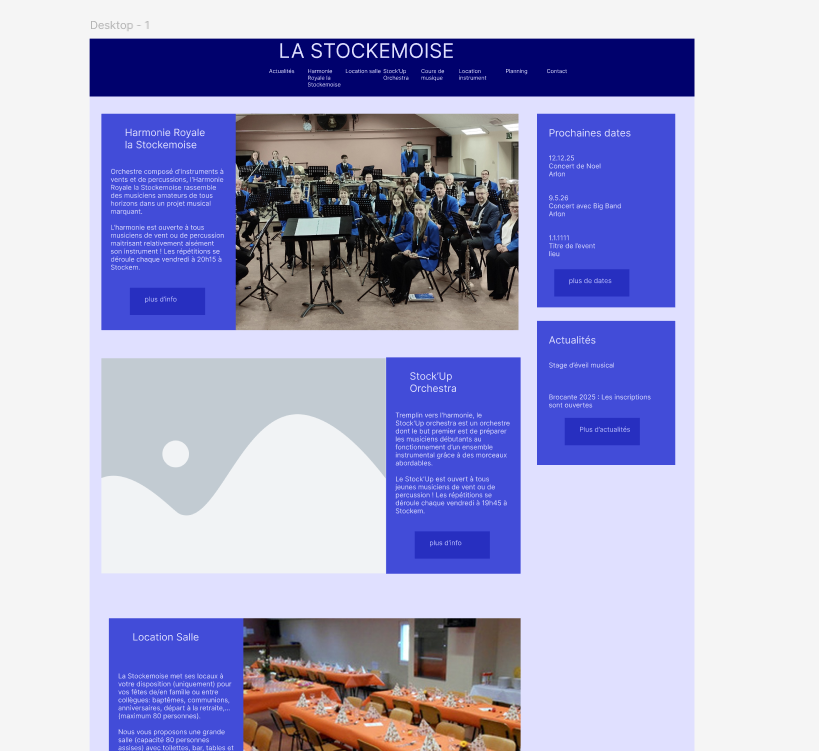 Desktop - 1
LA STOCKEMOISE
Actualités
Harmonie
Royale la
Stockemoise
Location salle
Stock'Up
Orchestra
Cours de
musique
Location
instrument
Planning
Contact
Harmonie Royale
la Stockemoise
Orchestre composé d'instruments à
vents et de percussions, l'Harmonie
Royale la Stockemoise rassemble
des musiciens amateurs de tous
horizons dans un projet musical
marquant.
L'harmonie est ouverte à tous
musiciens de vent ou de percussion
maitrisant relativement aisément
son instrument ! Les répétitions se
déroule chaque vendredi à 20h15 à
Stockem.
plus d'info
Prochaines dates
12.12.25
Concert de Noel
Arlon
9.5.26
Concert avec Big Band
Arlon
1.1.1111
Titre de l'event
lieu
plus de dates
Actualités
Stage d'éveil musical
Brocante 2025 : Les inscriptions
sont ouvertes
Plus d'actualités
Stock'Up
Orchestra
Tremplin vers l'harmonie, le
Stock'Up orchestra est un orchestre
dont le but premier est de préparer
les musiciens débutants au
fonctionnement d'un ensemble
instrumental grâce à des morceaux
abordables.
Le Stock'Up est ouvert à tous
jeunes musiciens de vent ou de
percussion ! Les répétitions se
déroule chaque vendredi à 19h45 à
Stockem.
plus d'info
Location Salle
La Stockemoise met ses locaux à
votre disposition (uniquement) pour
vos fêtes de/en famille ou entre
collègues: baptêmes, communions,
anniversaires, départ à la retraite,...
(maximum 80 personnes).
Nous vous proposons une grande
salle (capacité 80 personnes
assises) avec toilettes, bar, tables et